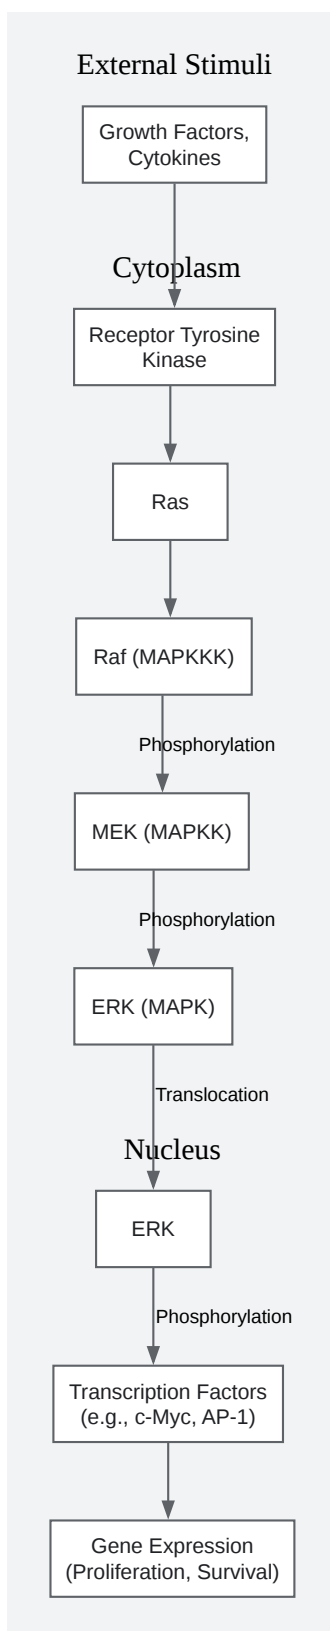 External Stimuli
Growth Factors,
Cytokines
Cytoplasm
Receptor Tyrosine
Kinase
Ras
Raf (MAPKKK)
Phosphorylation
MEK (MAPKK)
Phosphorylation
ERK (MAPK)
Translocation
Nucleus
ERK
Phosphorylation
Transcription Factors
(e.g., c-Myc, AP-1)
Gene Expression
(Proliferation, Survival)